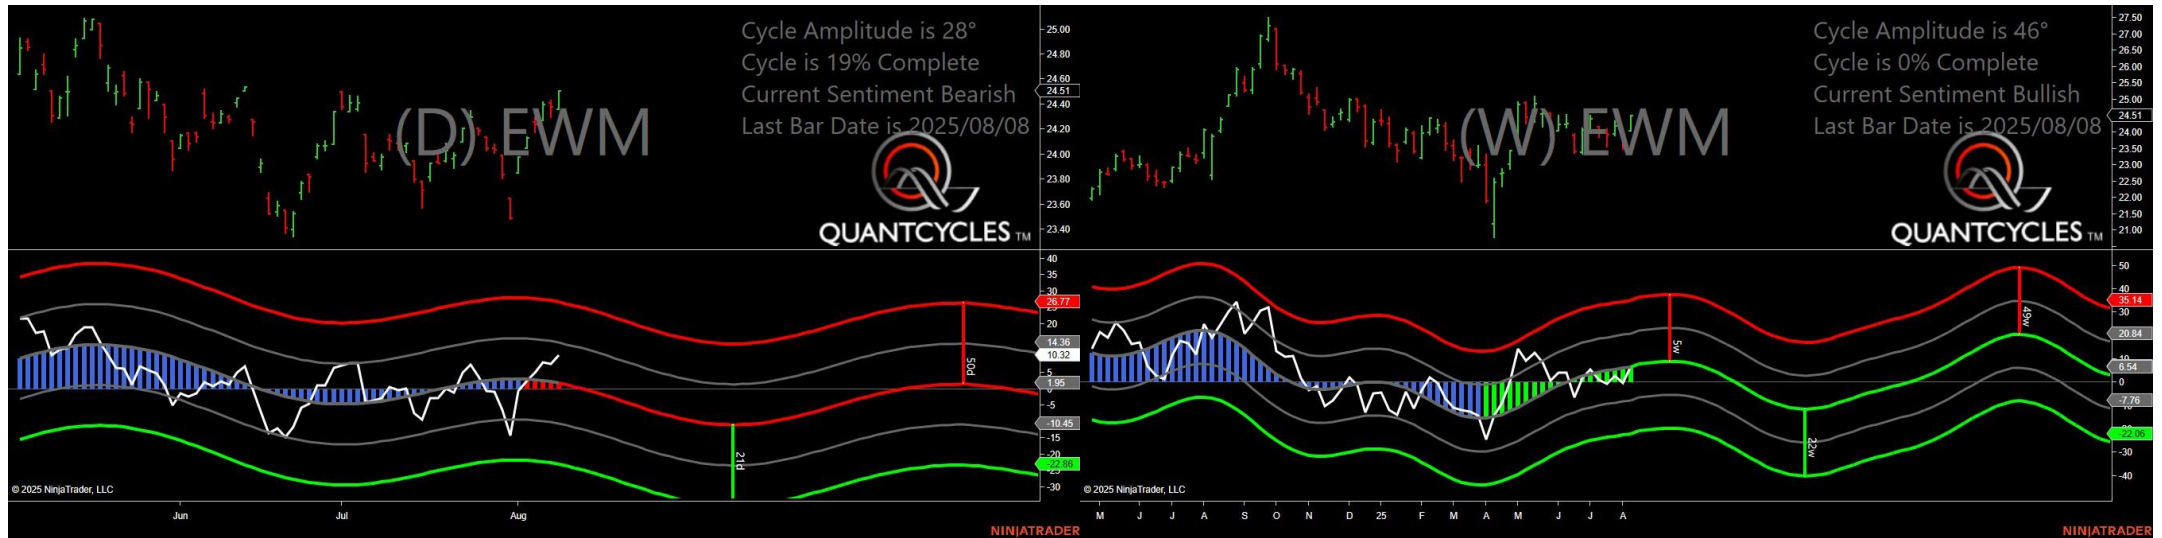 Cycle Amplitude is 28°
Cycle is 19% Complete
Current Sentiment Bearish
Last Bar Date is 2025/08/08
(D) EWM
QUANTCYCLES TM
25.00
24.80
24.60
24.51
24.40
24.20
24.00
23.80
23.60
23.40
40
35
30
26.77
20
14.36
10.32
5
1.95
-5
-10.45
-15
-20
-22.86
-30
50d
21d
© 2025 NinjaTrader, LLC
Jun Jul Aug
NINJATRADER
Cycle Amplitude is 46°
Cycle is 0% Complete
Current Sentiment Bullish
Last Bar Date is 2025/08/08
(W) EWM
QUANTCYCLES TM
27.50
27.00
26.50
26.00
25.50
25.00
24.51
24.00
23.50
23.00
22.50
22.00
21.50
21.00
50
40
35.14
30
20.84
10
6.54
0
-7.76
-22.06
-30
-40
5w
22w
49w
© 2025 NinjaTrader, LLC
M J J A S O N D 25 F M A M J J A
NINJATRADER